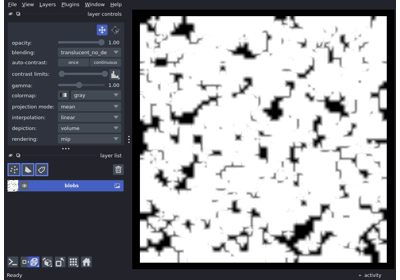 File View Layers Plugins Window Help
layer controls
opacity: 1.00
blending: translucent_no_de
auto-contrast: once continuous
contrast limits:
gamma: 1.00
colormap: gray
projection mode: mean
interpolation: linear
depiction: volume
rendering: mip
layer list
blobs
Ready
activity